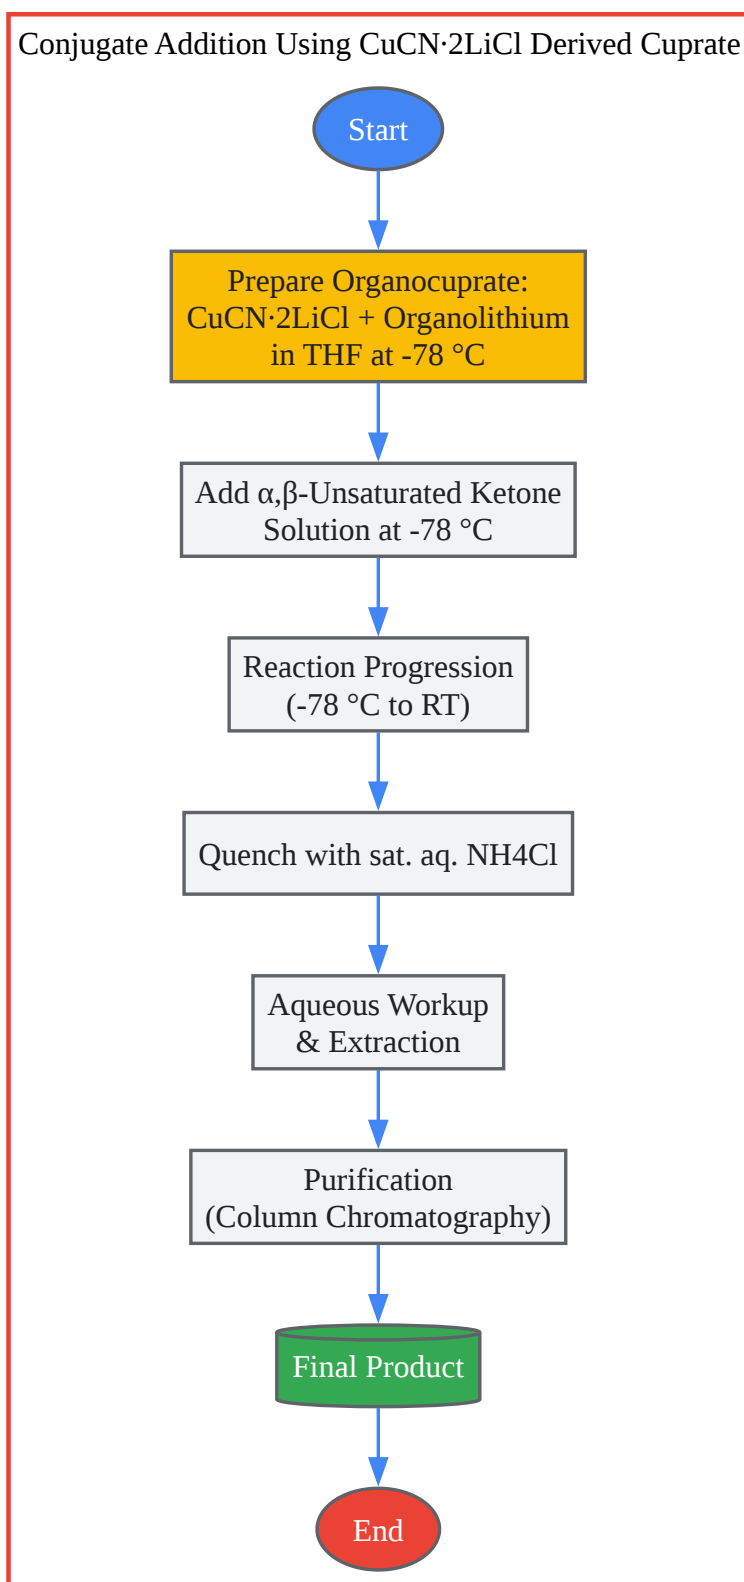 Conjugate Addition Using CuCN·2LiCl Derived Cuprate
Start
Prepare Organocuprate:
CuCN·2LiCl + Organolithium
in THF at -78 °C
Add α,β-Unsaturated Ketone
Solution at -78 °C
Reaction Progression
(-78 °C to RT)
Quench with sat. aq. NH4Cl
Aqueous Workup
& Extraction
Purification
(Column Chromatography)
Final Product
End